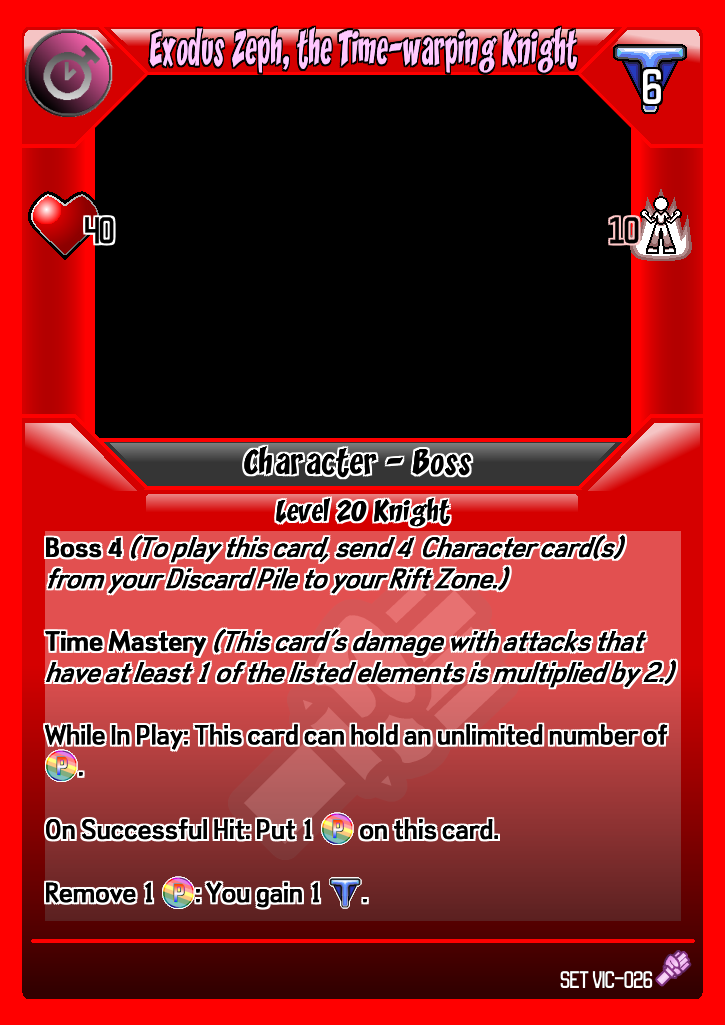 Exodus Zeph, the Time-warping Knight
6
40
10
Character - Boss
Level 20 Knight
Boss 4 (To play this card, send 4 Character card(s)
from your Discard Pile to your Rift Zone.)
Time Mastery (This card's damage with attacks that
have at least 1 of the listed elements is multiplied by 2.)
While In Play: This card can hold an unlimited number of
P.
On Successful Hit: Put 1 P on this card.
Remove 1 P: You gain 1 T.
SET VIC-026